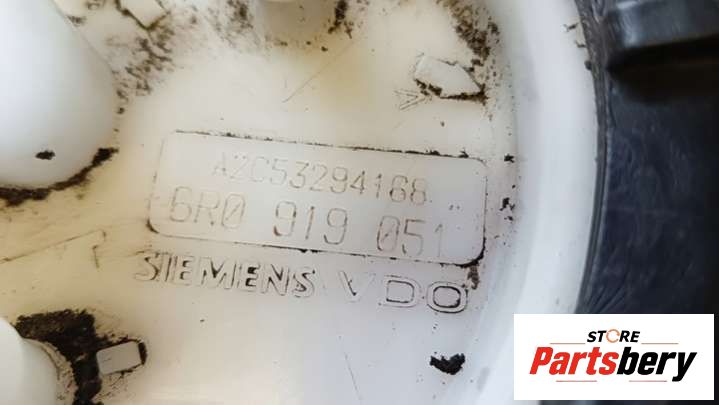 A2C53294168
6R0 919 051
SIEMENS VDO
STORE
Partsbery